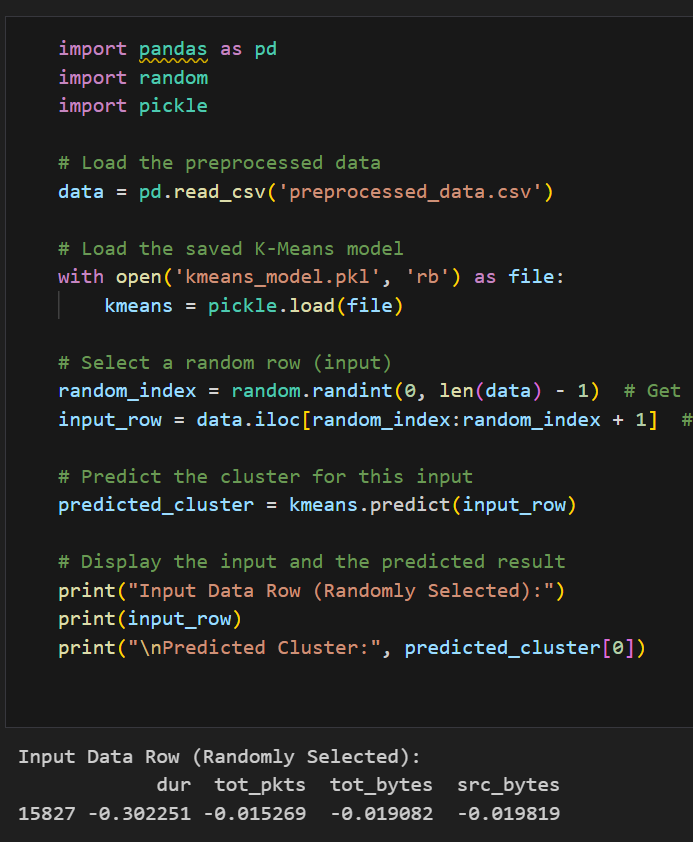 import pandas as pd
import random
import pickle
# Load the preprocessed data
data = pd.read_csv('preprocessed_data.csv')
# Load the saved K-Means model
with open('kmeans_model.pkl', 'rb') as file:
    kmeans = pickle.load(file)
# Select a random row (input)
random_index = random.randint(0, len(data) - 1)  # Get
input_row = data.iloc[random_index:random_index + 1]  #
# Predict the cluster for this input
predicted_cluster = kmeans.predict(input_row)
# Display the input and the predicted result
print("Input Data Row (Randomly Selected):")
print(input_row)
print("\nPredicted Cluster:", predicted_cluster[0])
Input Data Row (Randomly Selected):
            dur  tot_pkts  tot_bytes  src_bytes
15827 -0.302251 -0.015269  -0.019082  -0.019819